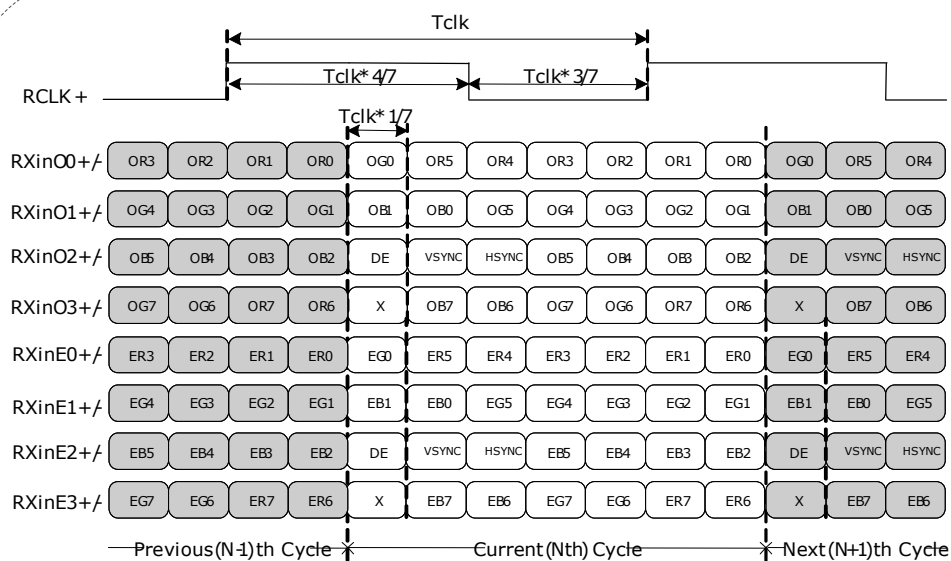 Tclk
Tclk*4/7 Tclk*3/7
RCLK+
Tclk*1/7
RXinO0+/- OR3 OR2 OR1 OR0 OG0 OR5 OR4 OR3 OR2 OR1 OR0 OG0 OR5 OR4
RXinO1+/- OG4 OG3 OG2 OG1 OB1 OB0 OG5 OG4 OG3 OG2 OG1 OB1 OB0 OG5
RXinO2+/- OB5 OB4 OB3 OB2 DE VSYNC HSYNC OB5 OB4 OB3 OB2 DE VSYNC HSYNC
RXinO3+/- OG7 OG6 OR7 OR6 X OB7 OB6 OG7 OG6 OR7 OR6 X OB7 OB6
RXinE0+/- ER3 ER2 ER1 ER0 EG0 ER5 ER4 ER3 ER2 ER1 ER0 EG0 ER5 ER4
RXinE1+/- EG4 EG3 EG2 EG1 EB1 EB0 EG5 EG4 EG3 EG2 EG1 EB1 EB0 EG5
RXinE2+/- EB5 EB4 EB3 EB2 DE VSYNC HSYNC EB5 EB4 EB3 EB2 DE VSYNC HSYNC
RXinE3+/- EG7 EG6 ER7 ER6 X EB7 EB6 EG7 EG6 ER7 ER6 X EB7 EB6
Previous(N-1)th Cycle Current(Nth) Cycle Next(N+1)th Cycle